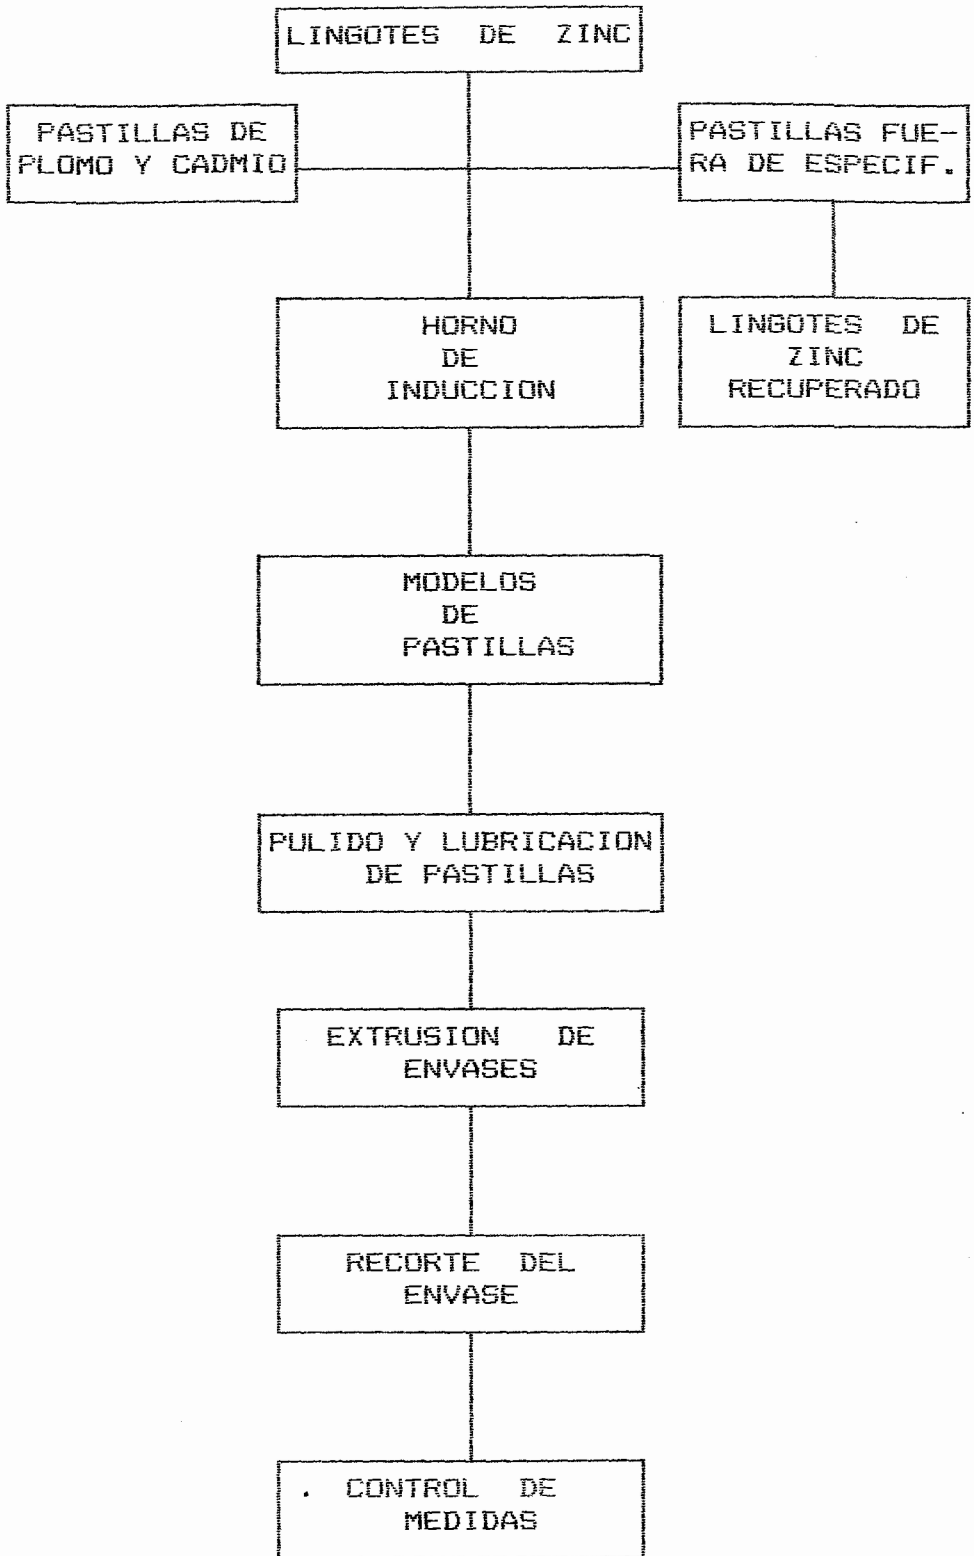 LINGOTES DE ZINC
PASTILLAS DE
PLOMO Y CADMIO
PASTILLAS FUE-
RA DE ESPECIF.
HORNO
DE
INDUCCION
LINGOTES DE
ZINC
RECUPERADO
MODELOS
DE
PASTILLAS
PULIDO Y LUBRICACION
DE PASTILLAS
EXTRUSION DE
ENVASES
RECORTE DEL
ENVASE
. CONTROL DE
MEDIDAS